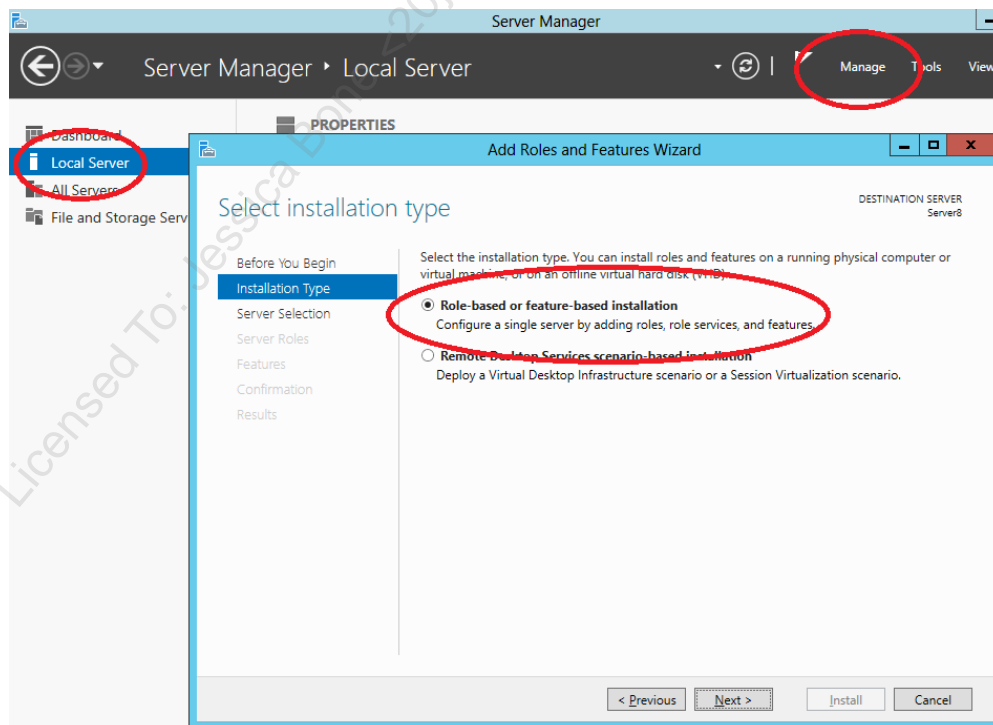 Server Manager
Server Manager • Local Server
Manage Tools View
Dashboard
Local Server
All Servers
File and Storage Serv
PROPERTIES
Add Roles and Features Wizard
Select installation type
DESTINATION SERVER
Server8
Before You Begin
Installation Type
Server Selection
Server Roles
Features
Confirmation
Results
Select the installation type. You can install roles and features on a running physical computer or
virtual machine, or on an offline virtual hard disk (VHD).
Role-based or feature-based installation
Configure a single server by adding roles, role services, and features.
Remote Desktop Services scenario-based installation
Deploy a Virtual Desktop Infrastructure scenario or a Session Virtualization scenario.
< Previous Next > Install Cancel
Licensed To: Jessica Bone <20